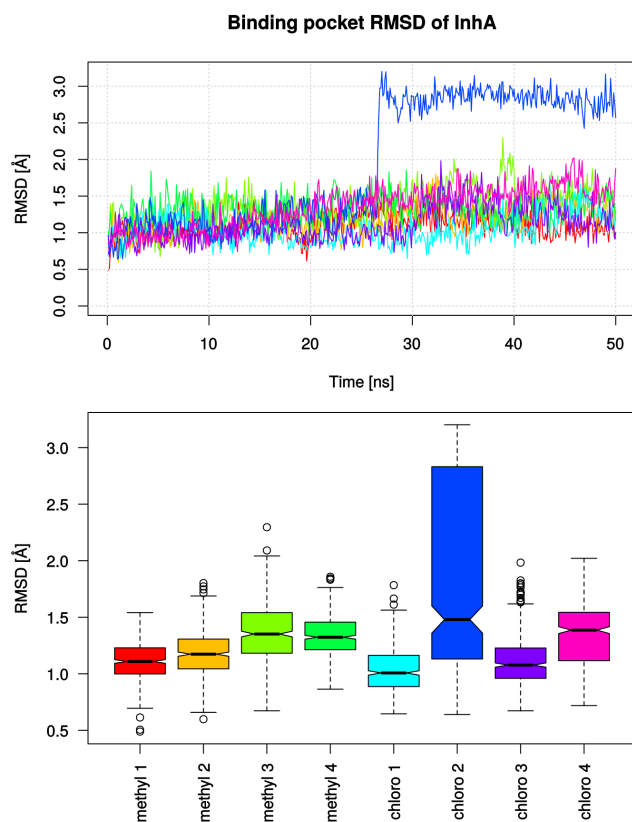 Binding pocket RMSD of InhA
RMSD [Å]
3.0
2.5
2.0
1.5
1.0
0.5
0.0
0 10 20 30 40 50
Time [ns]
RMSD [Å]
3.0
2.5
2.0
1.5
1.0
0.5
methyl 1
methyl 2
methyl 3
methyl 4
chloro 1
chloro 2
chloro 3
chloro 4